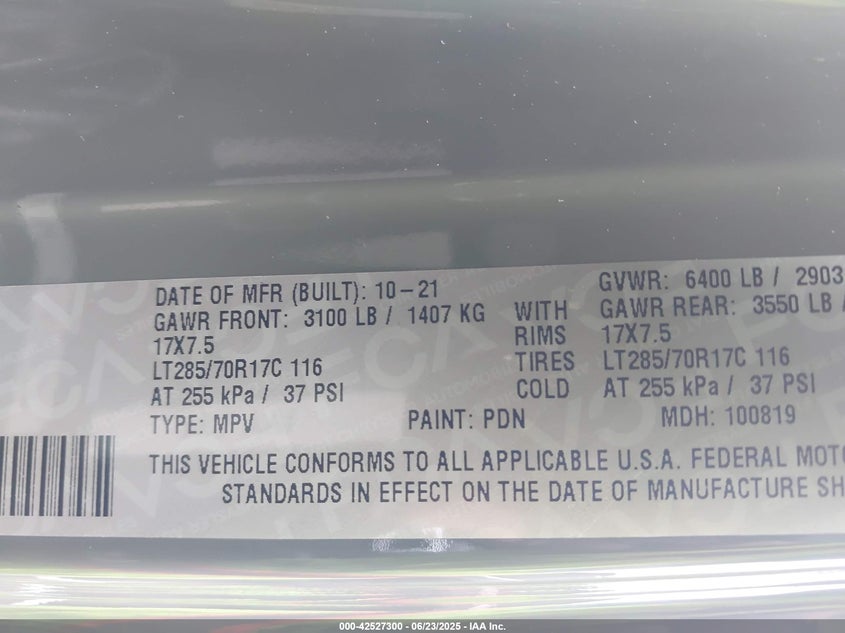 DATE OF MFR (BUILT): 10-21 GVWR: 6400 LB / 2903
GAWR FRONT: 3100 LB / 1407 KG WITH GAWR REAR: 3550 LB /
17X7.5 RIMS 17X7.5
LT285/70R17C 116 TIRES LT285/70R17C 116
AT 255 kPa / 37 PSI COLD AT 255 kPa / 37 PSI
TYPE: MPV PAINT: PDN MDH: 100819
THIS VEHICLE CONFORMS TO ALL APPLICABLE U.S.A. FEDERAL MOTO
STANDARDS IN EFFECT ON THE DATE OF MANUFACTURE SH
000-42527300 - 06/23/2025 - IAA Inc.